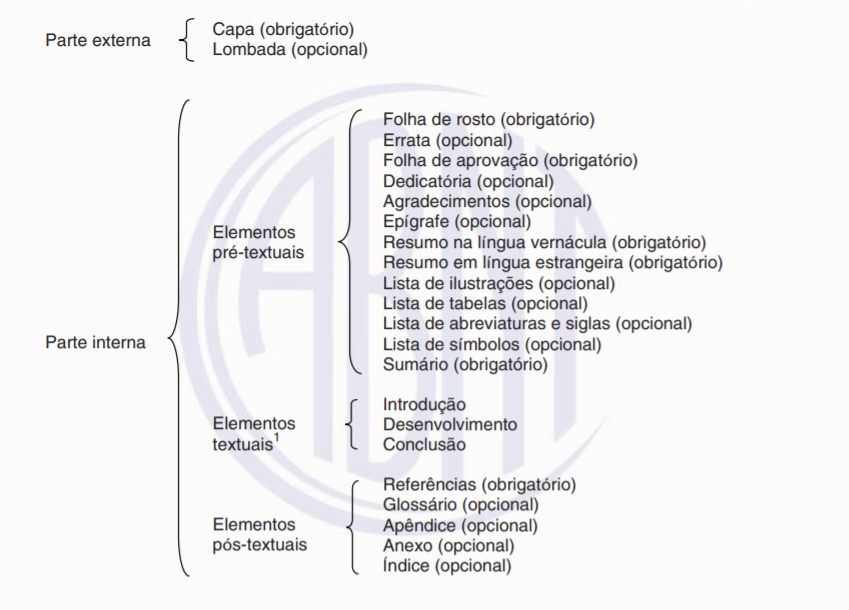 Parte externa
Capa (obrigatório)
Lombada (opcional)
Parte interna
Elementos
pré-textuais
Folha de rosto (obrigatório)
Errata (opcional)
Folha de aprovação (obrigatório)
Dedicatória (opcional)
Agradecimentos (opcional)
Epígrafe (opcional)
Resumo na língua vernácula (obrigatório)
Resumo em língua estrangeira (obrigatório)
Lista de ilustrações (opcional)
Lista de tabelas (opcional)
Lista de abreviaturas e siglas (opcional)
Lista de símbolos (opcional)
Sumário (obrigatório)
Elementos
textuais¹
Introdução
Desenvolvimento
Conclusão
Elementos
pós-textuais
Referências (obrigatório)
Glossário (opcional)
Apêndice (opcional)
Anexo (opcional)
Índice (opcional)
ABNT